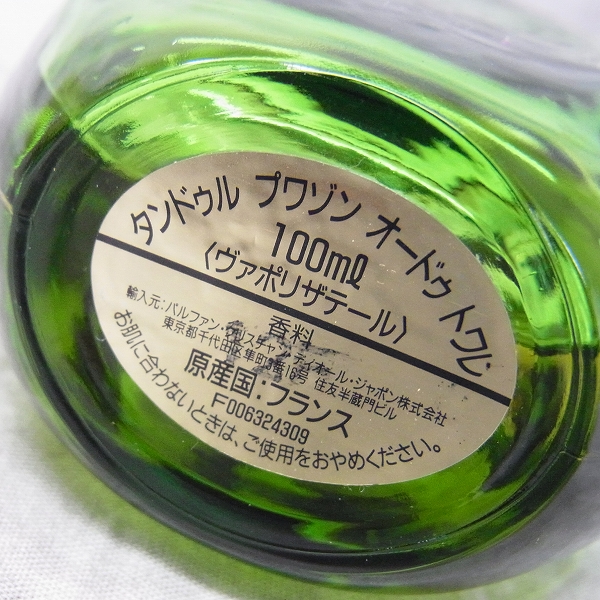 タンドゥル プワゾン オードゥ トワレ
100ml
〈ヴァポリザテール〉
香料
輸入元:パルファン・クリスチャン・ディオール・ジャポン株式会社
東京都千代田区隼町3番16号 住友半蔵門ビル
原産国:フランス
F006324309
お肌に合わないときは、ご使用をおやめください。